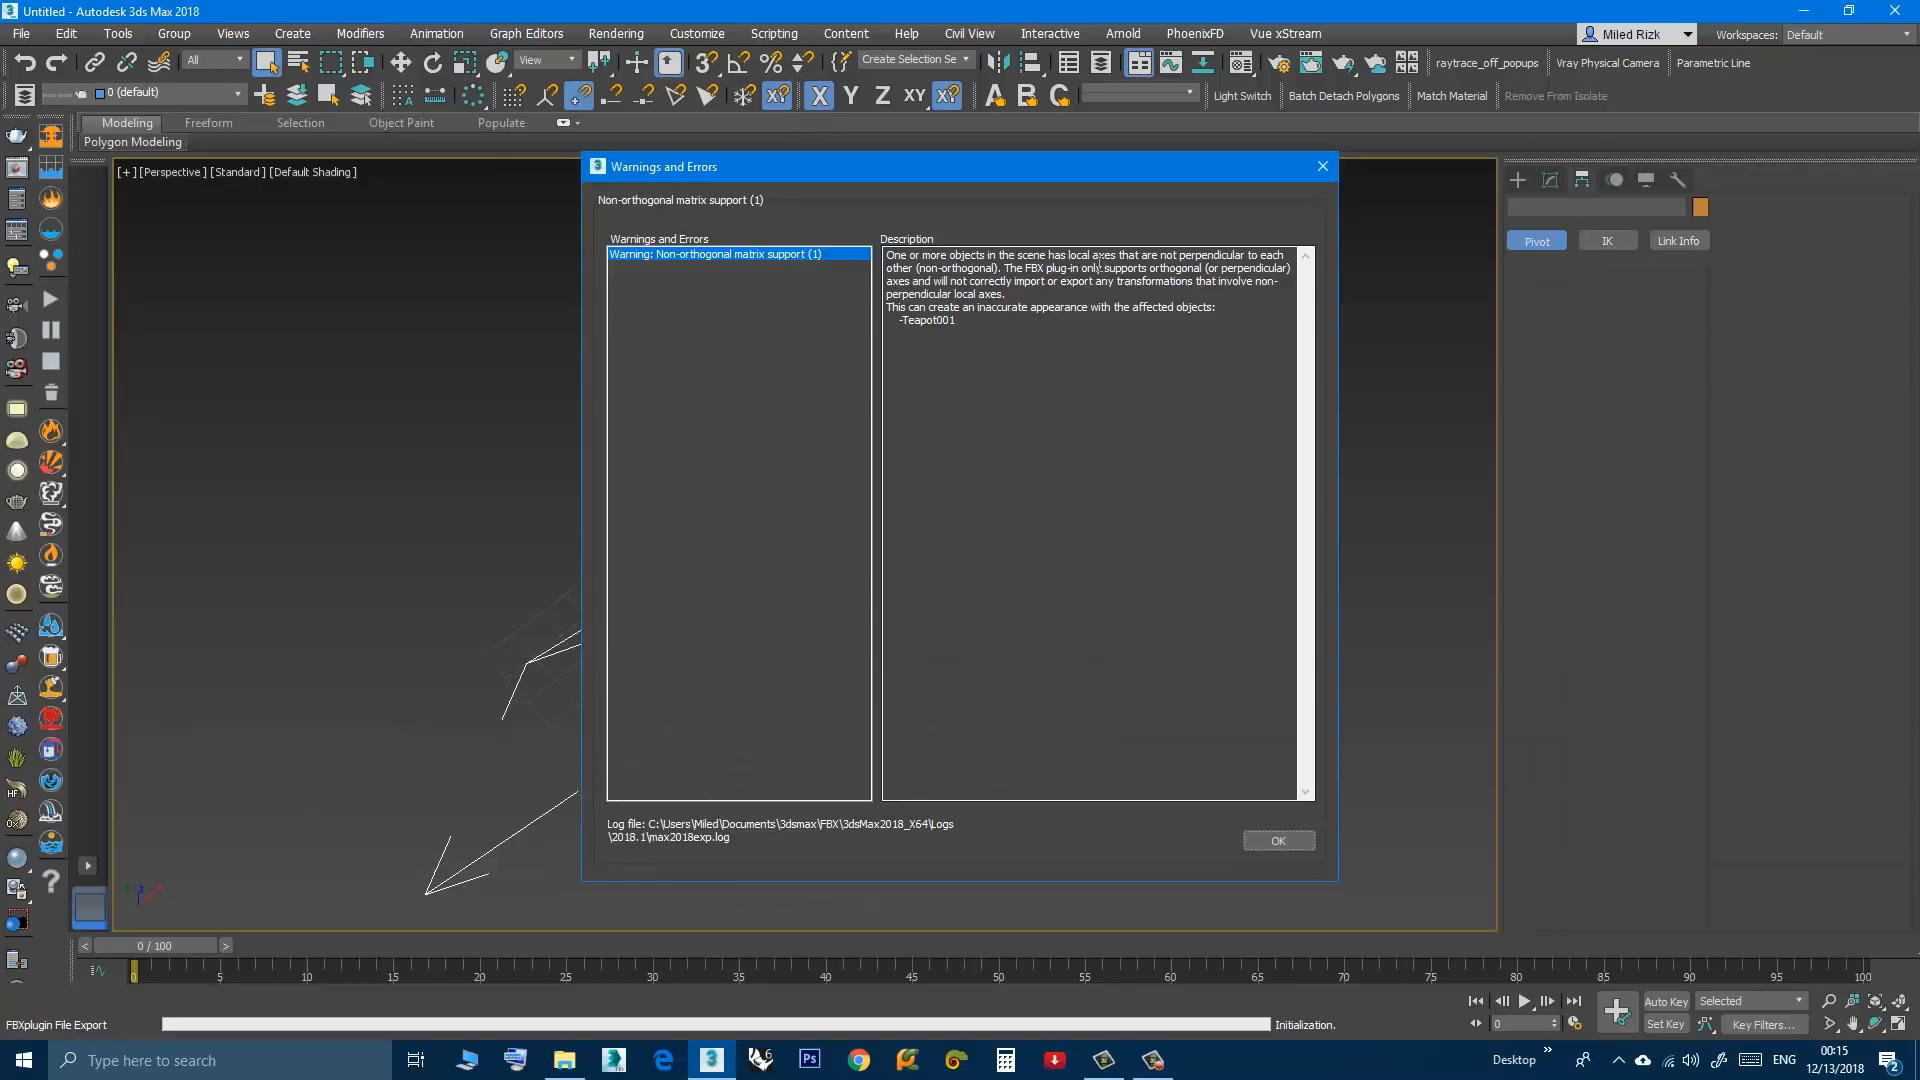 Untitled - Autodesk 3ds Max 2018
File Edit Tools Group Views Create Modifiers Animation Graph Editors Rendering Customize Scripting Content Help Civil View Interactive Arnold PhoenixFD Vue xStream Miled Rizk Workspaces: Default
All View Create Selection Se raytrace_off_popups Vray Physical Camera Parametric Line
0 (default) X Y Z XY XY A B C Light Switch Batch Detach Polygons Match Material Remove From Isolate
Modeling Freeform Selection Object Paint Populate
Polygon Modeling
[+] [Perspective] [Standard] [Default Shading]
Warnings and Errors
Non-orthogonal matrix support (1)
Warnings and Errors
Warning: Non-orthogonal matrix support (1)
Description
One or more objects in the scene has local axes that are not perpendicular to each
other (non-orthogonal). The FBX plug-in only supports orthogonal (or perpendicular)
axes and will not correctly import or export any transformations that involve non-
perpendicular local axes.
This can create an inaccurate appearance with the affected objects:
-Teapot001
Log file: C:\Users\Miled\Documents\3dsmax\FBX\3dsMax2018_X64\Logs
\2018.1\max2018exp.log
OK
Pivot IK Link Info
< 0 / 100 >
0 5 10 15 20 25 30 35 40 45 50 55 60 65 70 75 80 85 90 95 100
Auto Key Selected
0 Set Key Key Filters...
FBXplugin File Export Initialization.
Type here to search
Desktop ENG
00:15
12/13/2018
2